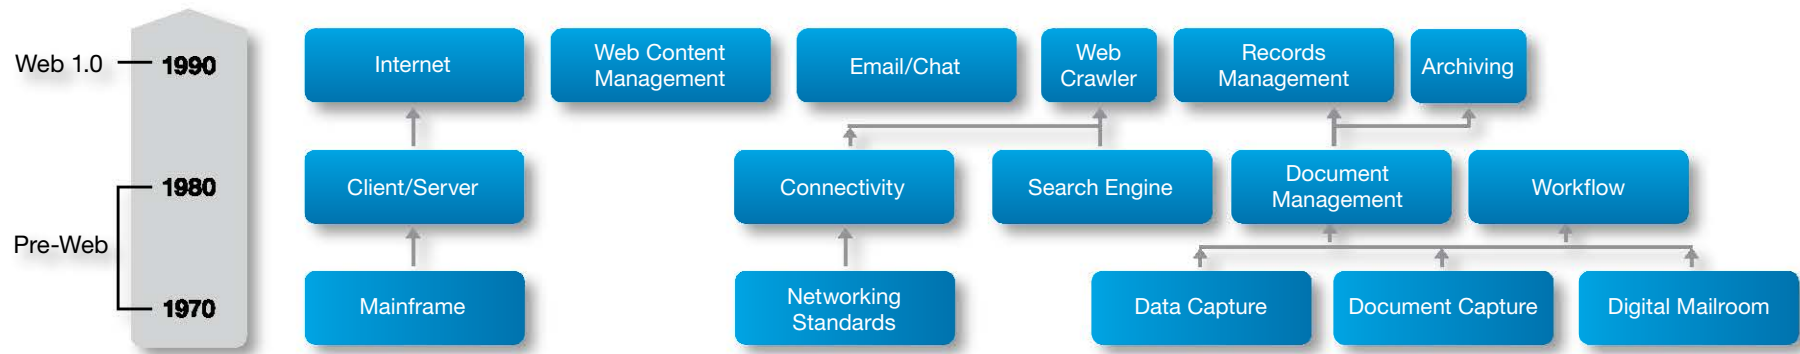 Web 1.0
1990
Internet
Web Content
Management
Email/Chat
Web
Crawler
Records
Management
Archiving
1980
Client/Server
Connectivity
Search Engine
Document
Management
Workflow
Pre-Web
1970
Mainframe
Networking
Standards
Data Capture
Document Capture
Digital Mailroom